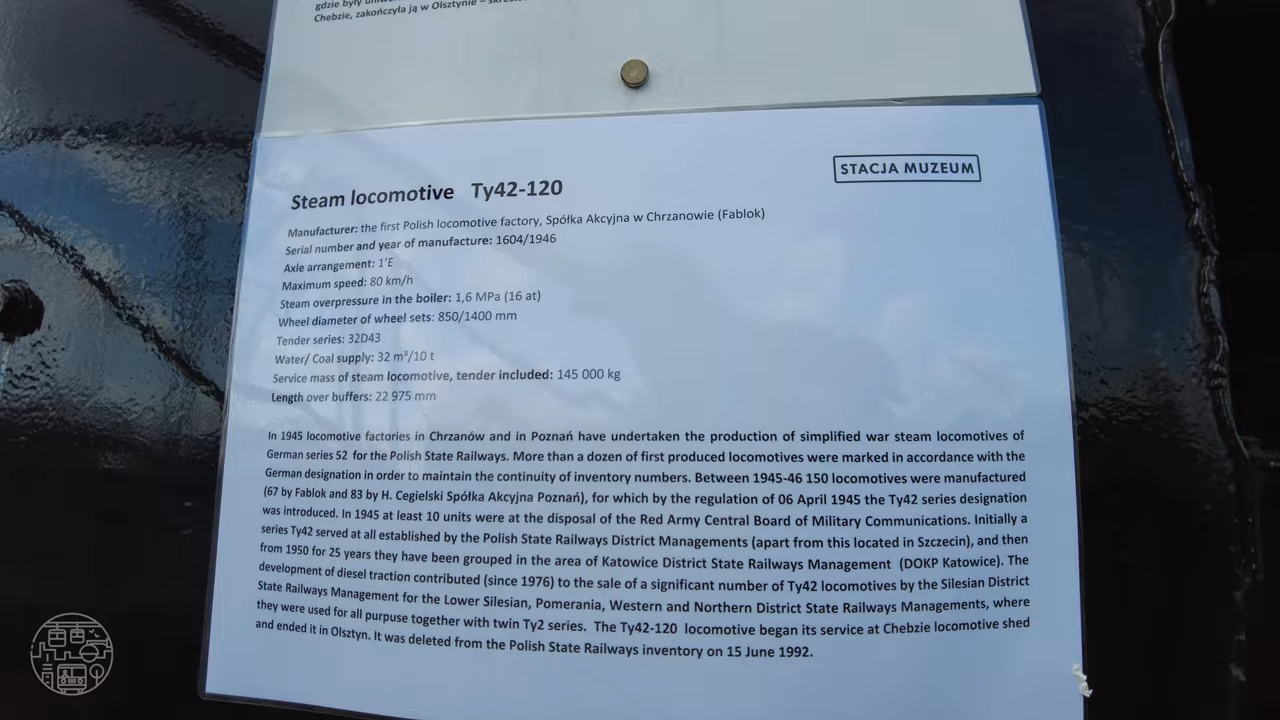 gdzie były
Chebzie, zakończyła ją w Olsztynie –
STACJA MUZEUM
Steam locomotive Ty42-120
Manufacturer: the first Polish locomotive factory, Spółka Akcyjna w Chrzanowie (Fablok)
Serial number and year of manufacture: 1604/1946
Axle arrangement: 1'E
Maximum speed: 80 km/h
Steam overpressure in the boiler: 1,6 MPa (16 at)
Wheel diameter of wheel sets: 850/1400 mm
Tender series: 32D43
Water/ Coal supply: 32 m³/10 t
Service mass of steam locomotive, tender included: 145 000 kg
Length over buffers: 22 975 mm
In 1945 locomotive factories in Chrzanów and in Poznań have undertaken the production of simplified war steam locomotives of
German series 52 for the Polish State Railways. More than a dozen of first produced locomotives were marked in accordance with the
German designation in order to maintain the continuity of inventory numbers. Between 1945-46 150 locomotives were manufactured
(67 by Fablok and 83 by H. Cegielski Spółka Akcyjna Poznań), for which by the regulation of 06 April 1945 the Ty42 series designation
was introduced. In 1945 at least 10 units were at the disposal of the Red Army Central Board of Military Communications. Initially a
series Ty42 served at all established by the Polish State Railways District Managements (apart from this located in Szczecin), and then
from 1950 for 25 years they have been grouped in the area of Katowice District State Railways Management (DOKP Katowice). The
development of diesel traction contributed (since 1976) to the sale of a significant number of Ty42 locomotives by the Silesian District
State Railways Management for the Lower Silesian, Pomerania, Western and Northern District State Railways Managements, where
they were used for all purpuse together with twin Ty2 series. The Ty42-120 locomotive began its service at Chebzie locomotive shed
and ended it in Olsztyn. It was deleted from the Polish State Railways inventory on 15 June 1992.